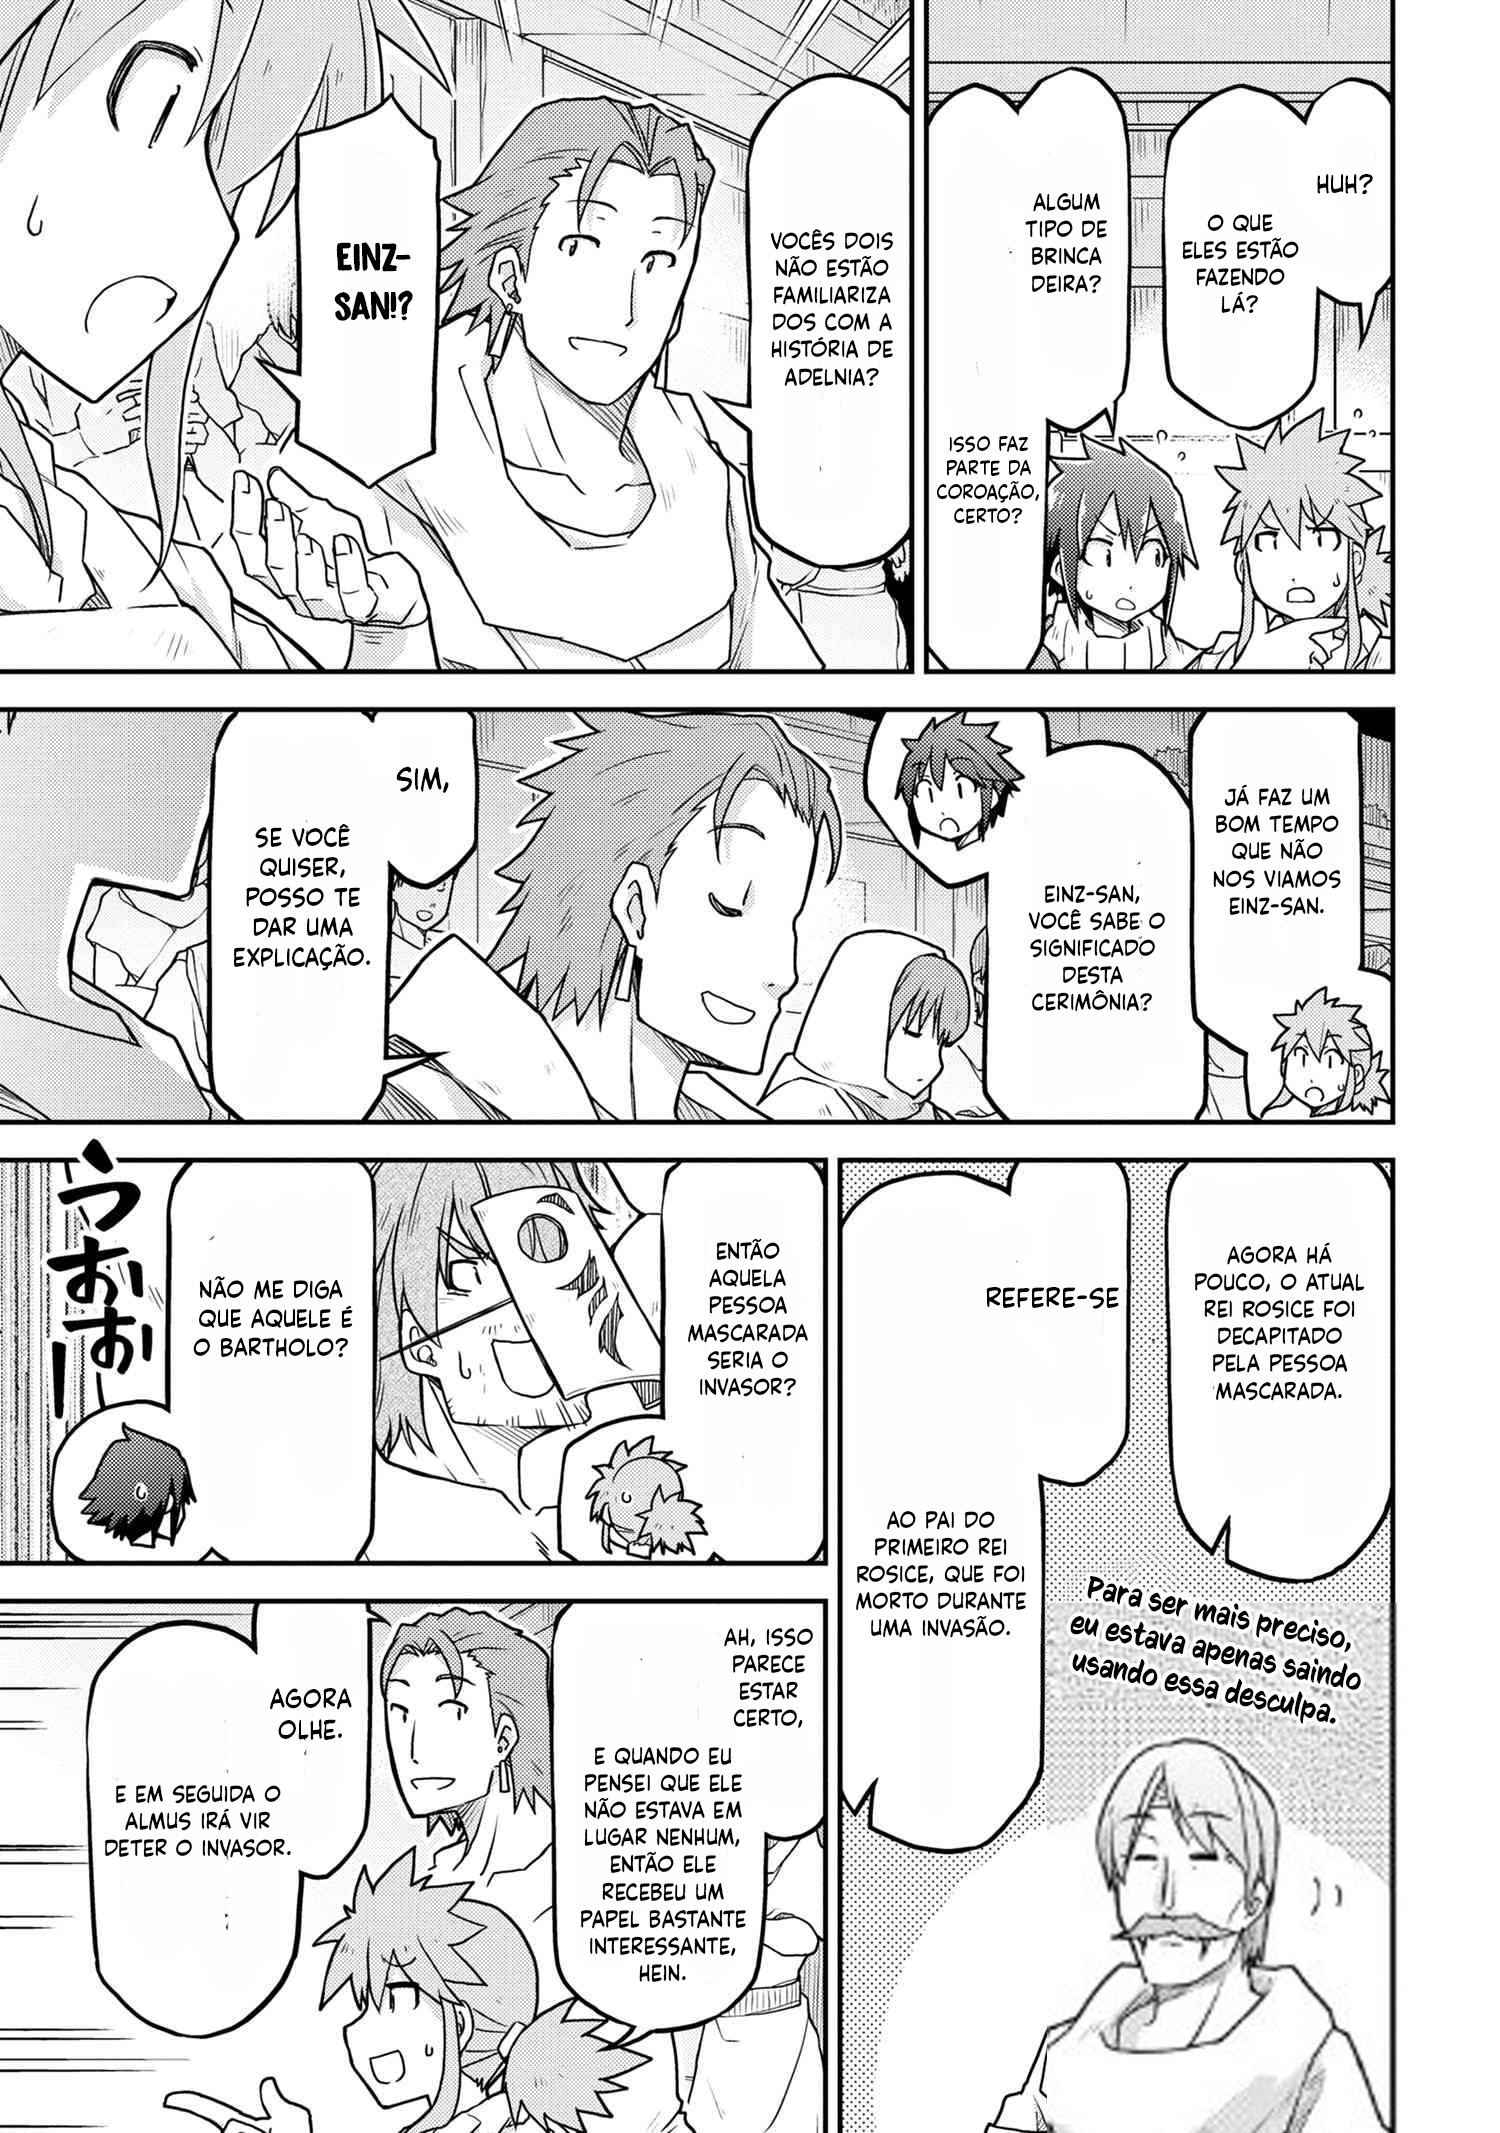 HUH?
O QUE
ELES ESTÃO
FAZENDO
LÁ?
ALGUM
TIPO DE
BRINCA
DEIRA?
ISSO FAZ
PARTE DA
COROAÇÃO,
CERTO?
VOCÊS DOIS
NÃO ESTÃO
FAMILIARIZA
DOS COM A
HISTÓRIA DE
ADELNIA?
EINZ-
SAN!?
JÁ FAZ UM
BOM TEMPO
QUE NÃO
NOS VIAMOS
EINZ-SAN.
EINZ-SAN,
VOCÊ SABE O
SIGNIFICADO
DESTA
CERIMÔNIA?
SIM,
SE VOCÊ
QUISER,
POSSO TE
DAR UMA
EXPLICAÇÃO.
AGORA HÁ
POUCO, O ATUAL
REI ROSICE FOI
DECAPITADO
PELA PESSOA
MASCARADA.
REFERE-SE
AO PAI DO
PRIMEIRO REI
ROSICE, QUE FOI
MORTO DURANTE
UMA INVASÃO.
Para ser mais preciso,
eu estava apenas saindo
usando essa desculpa.
ENTÃO
AQUELA
PESSOA
MASCARADA
SERIA O
INVASOR?
NÃO ME DIGA
QUE AQUELE É
O BARTHOLO?
うおおー
AH, ISSO
PARECE
ESTAR
CERTO,
E QUANDO EU
PENSEI QUE ELE
NÃO ESTAVA EM
LUGAR NENHUM,
ENTÃO ELE
RECEBEU UM
PAPEL BASTANTE
INTERESSANTE,
HEIN.
AGORA
OLHE.
E EM SEGUIDA O
ALMUS IRÁ VIR
DETER O INVASOR.